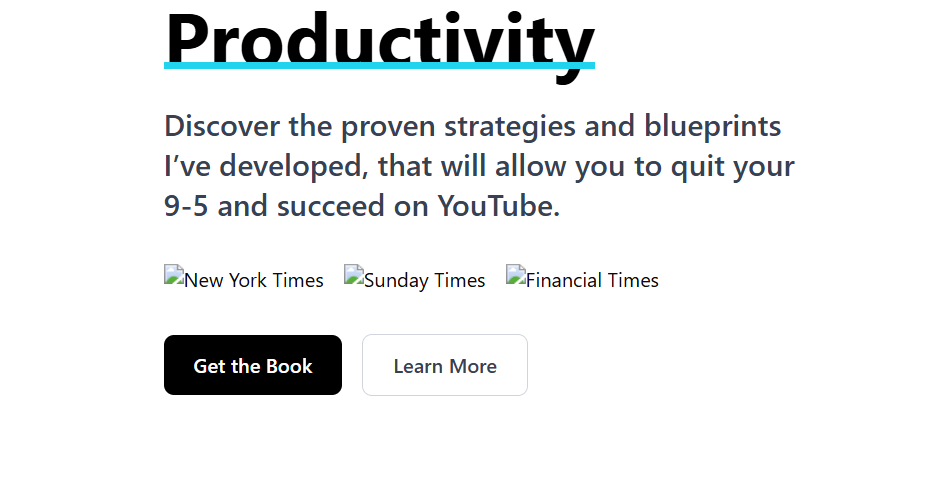 Productivity
Discover the proven strategies and blueprints
I’ve developed, that will allow you to quit your
9-5 and succeed on YouTube.
New York Times Sunday Times Financial Times
Get the Book Learn More